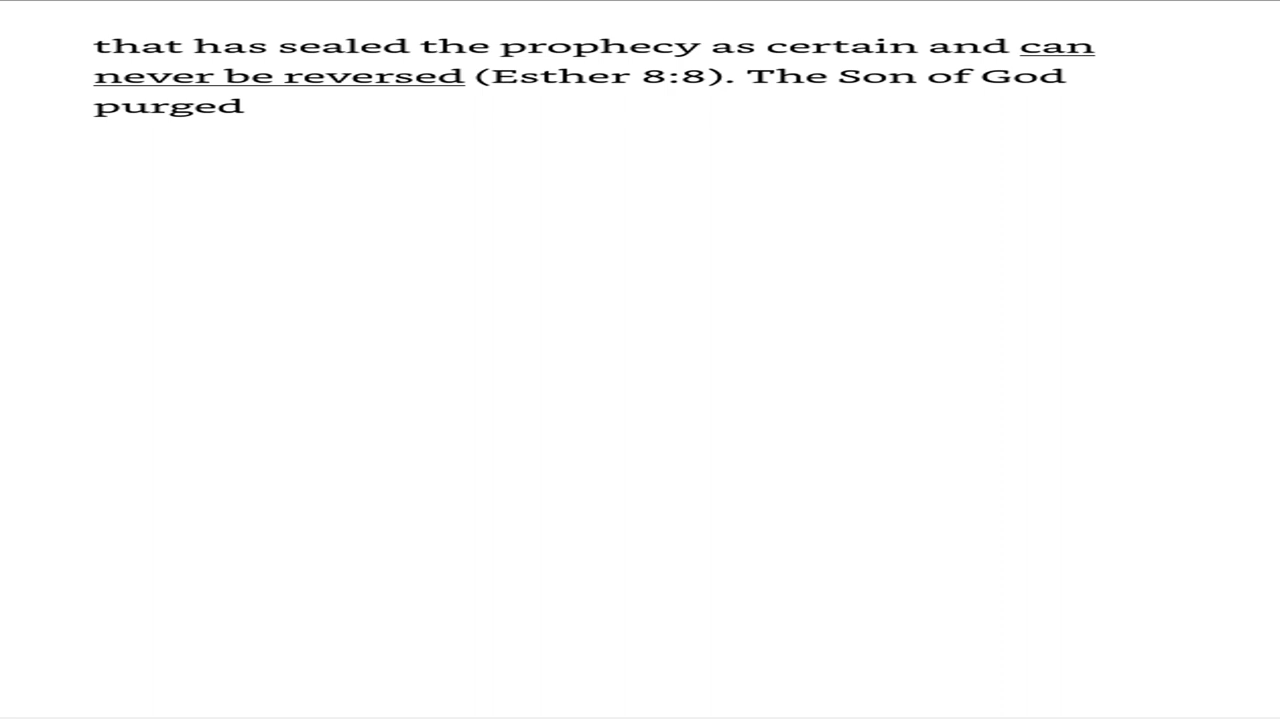 that has sealed the prophecy as certain and can
never be reversed (Esther 8:8). The Son of God
purged